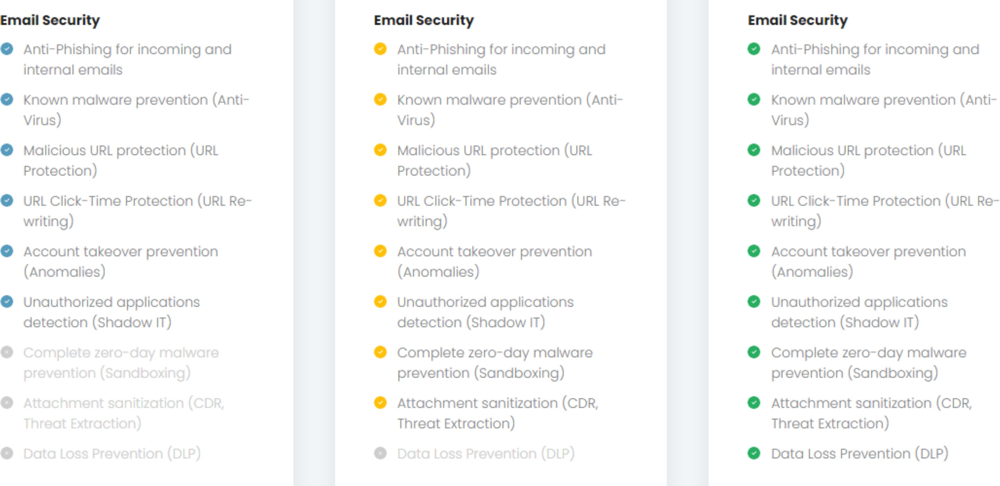 Email Security
Anti-Phishing for incoming and
internal emails
Known malware prevention (Anti-
Virus)
Malicious URL protection (URL
Protection)
URL Click-Time Protection (URL Re-
writing)
Account takeover prevention
(Anomalies)
Unauthorized applications
detection (Shadow IT)
Complete zero-day malware
prevention (Sandboxing)
Attachment sanitization (CDR,
Threat Extraction)
Data Loss Prevention (DLP)
Email Security
Anti-Phishing for incoming and
internal emails
Known malware prevention (Anti-
Virus)
Malicious URL protection (URL
Protection)
URL Click-Time Protection (URL Re-
writing)
Account takeover prevention
(Anomalies)
Unauthorized applications
detection (Shadow IT)
Complete zero-day malware
prevention (Sandboxing)
Attachment sanitization (CDR,
Threat Extraction)
Data Loss Prevention (DLP)
Email Security
Anti-Phishing for incoming and
internal emails
Known malware prevention (Anti-
Virus)
Malicious URL protection (URL
Protection)
URL Click-Time Protection (URL Re-
writing)
Account takeover prevention
(Anomalies)
Unauthorized applications
detection (Shadow IT)
Complete zero-day malware
prevention (Sandboxing)
Attachment sanitization (CDR,
Threat Extraction)
Data Loss Prevention (DLP)